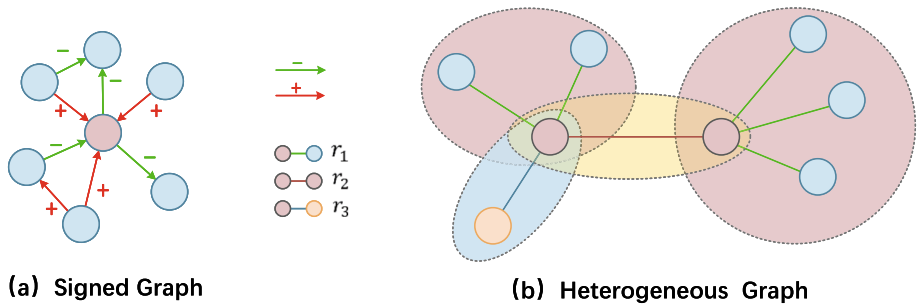 −
−
+
+
−
−
+
+
−
+
r₁
r₂
r₃
(a) Signed Graph
(b) Heterogeneous Graph